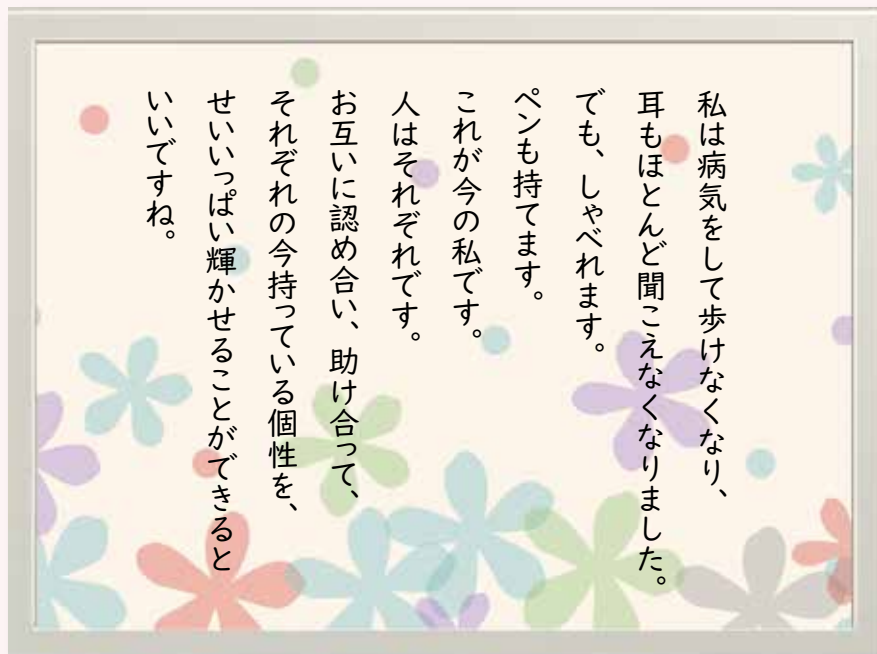 私は病気をして歩けなくなり、
耳もほとんど聞こえなくなりました。
でも、しゃべれます。
ペンも持てます。
これが今の私です。
人はそれぞれです。
お互いに認め合い、助け合って、
それぞれの今持っている個性を、
せいいっぱい輝かせることができると
いいですね。